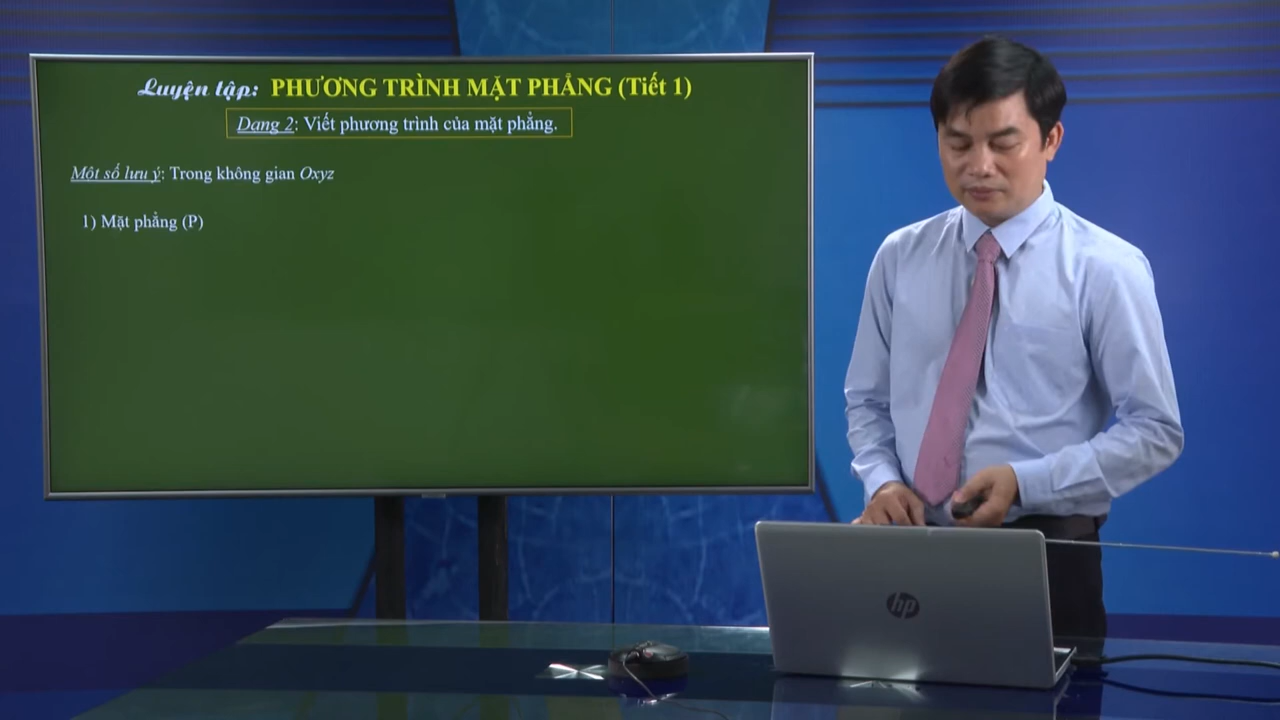 Luyện tập: PHƯƠNG TRÌNH MẶT PHẲNG (Tiết 1)
Dạng 2: Viết phương trình của mặt phẳng.
Một số lưu ý: Trong không gian Oxyz
1) Mặt phẳng (P)
hp